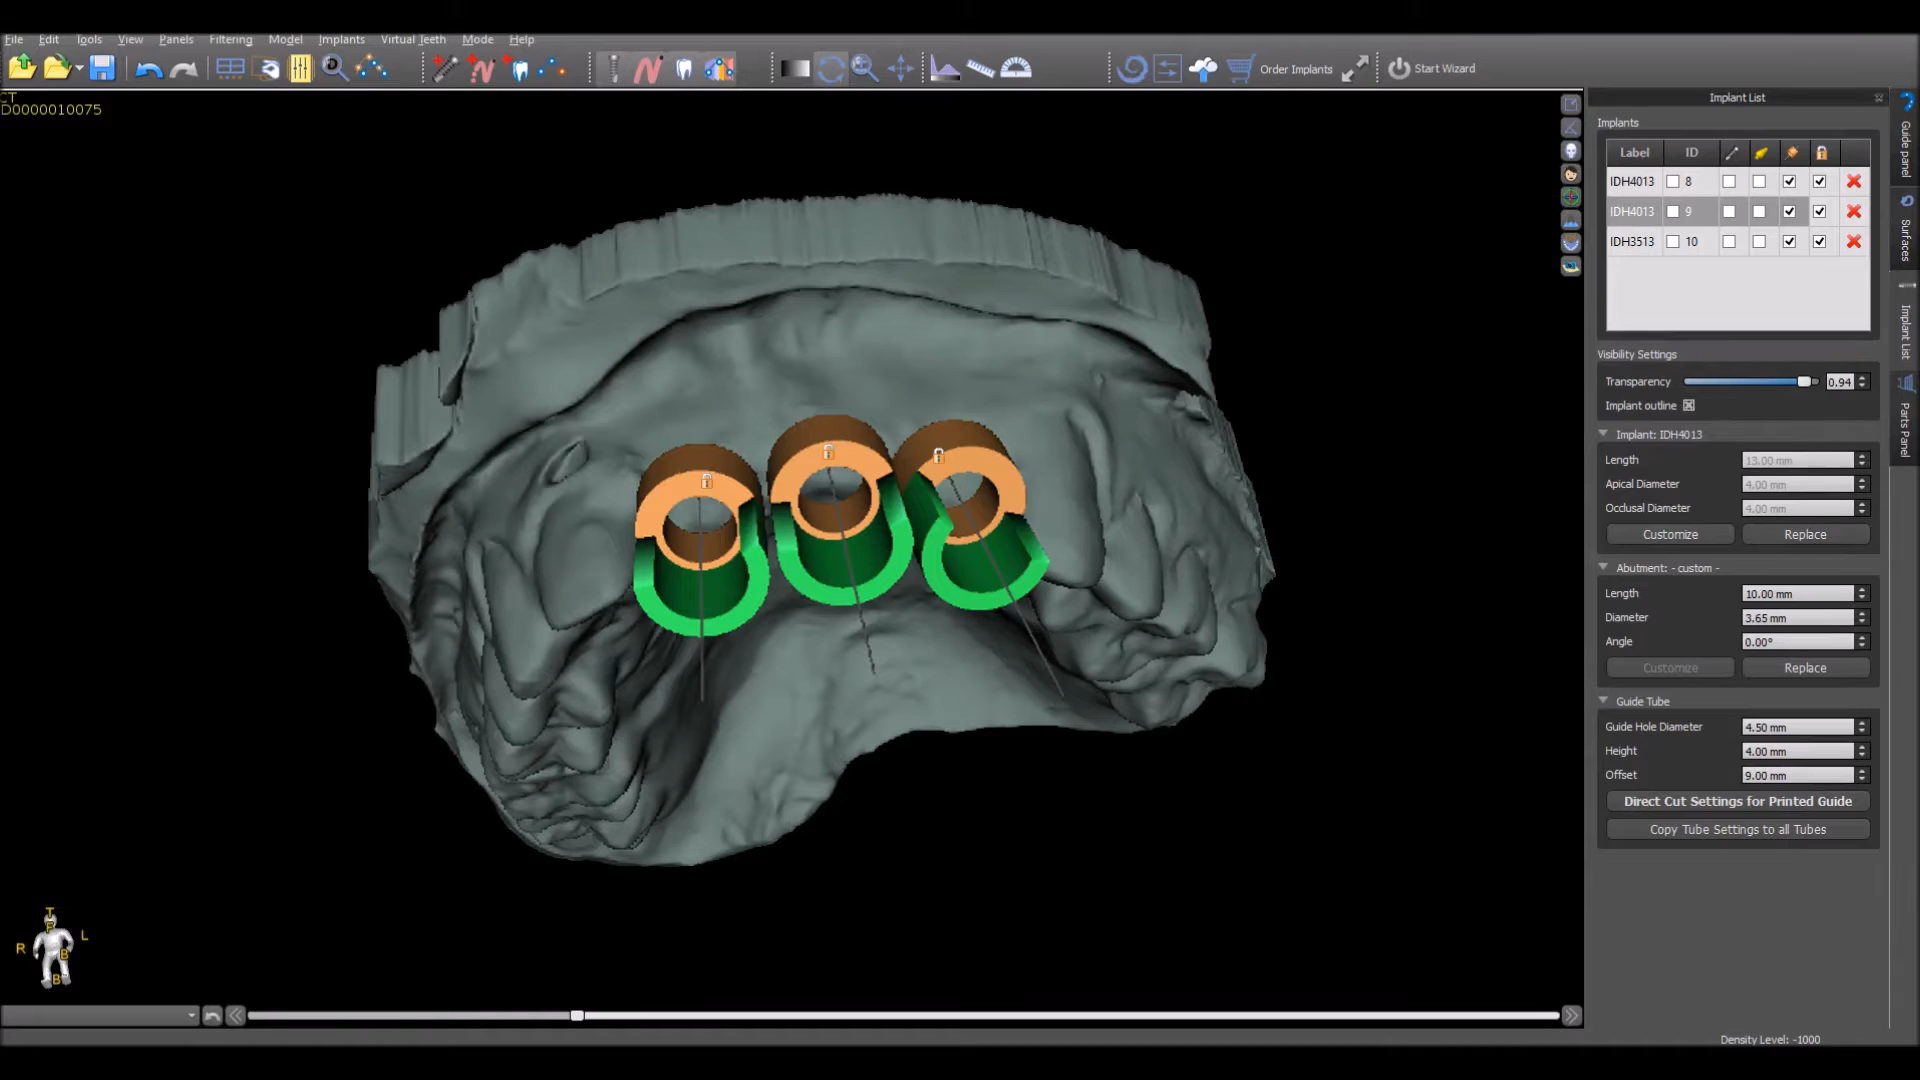 File Edit Tools View Panels Filtering Model Implants Virtual Teeth Mode Help
Order Implants
Start Wizard
CT
D0000010075
Implant List
Implants
Label ID
IDH4013 8
IDH4013 9
IDH3513 10
Visibility Settings
Transparency 0.94
Implant outline
Implant: IDH4013
Length 13.00 mm
Apical Diameter 4.00 mm
Occlusal Diameter 4.00 mm
Customize Replace
Abutment: - custom -
Length 10.00 mm
Diameter 3.65 mm
Angle 0.00°
Customize Replace
Guide Tube
Guide Hole Diameter 4.50 mm
Height 4.00 mm
Offset 9.00 mm
Direct Cut Settings for Printed Guide
Copy Tube Settings to all Tubes
Guide panel
Surfaces
Implant List
Parts Panel
T
F
R
L
B
B
Density Level: -1000